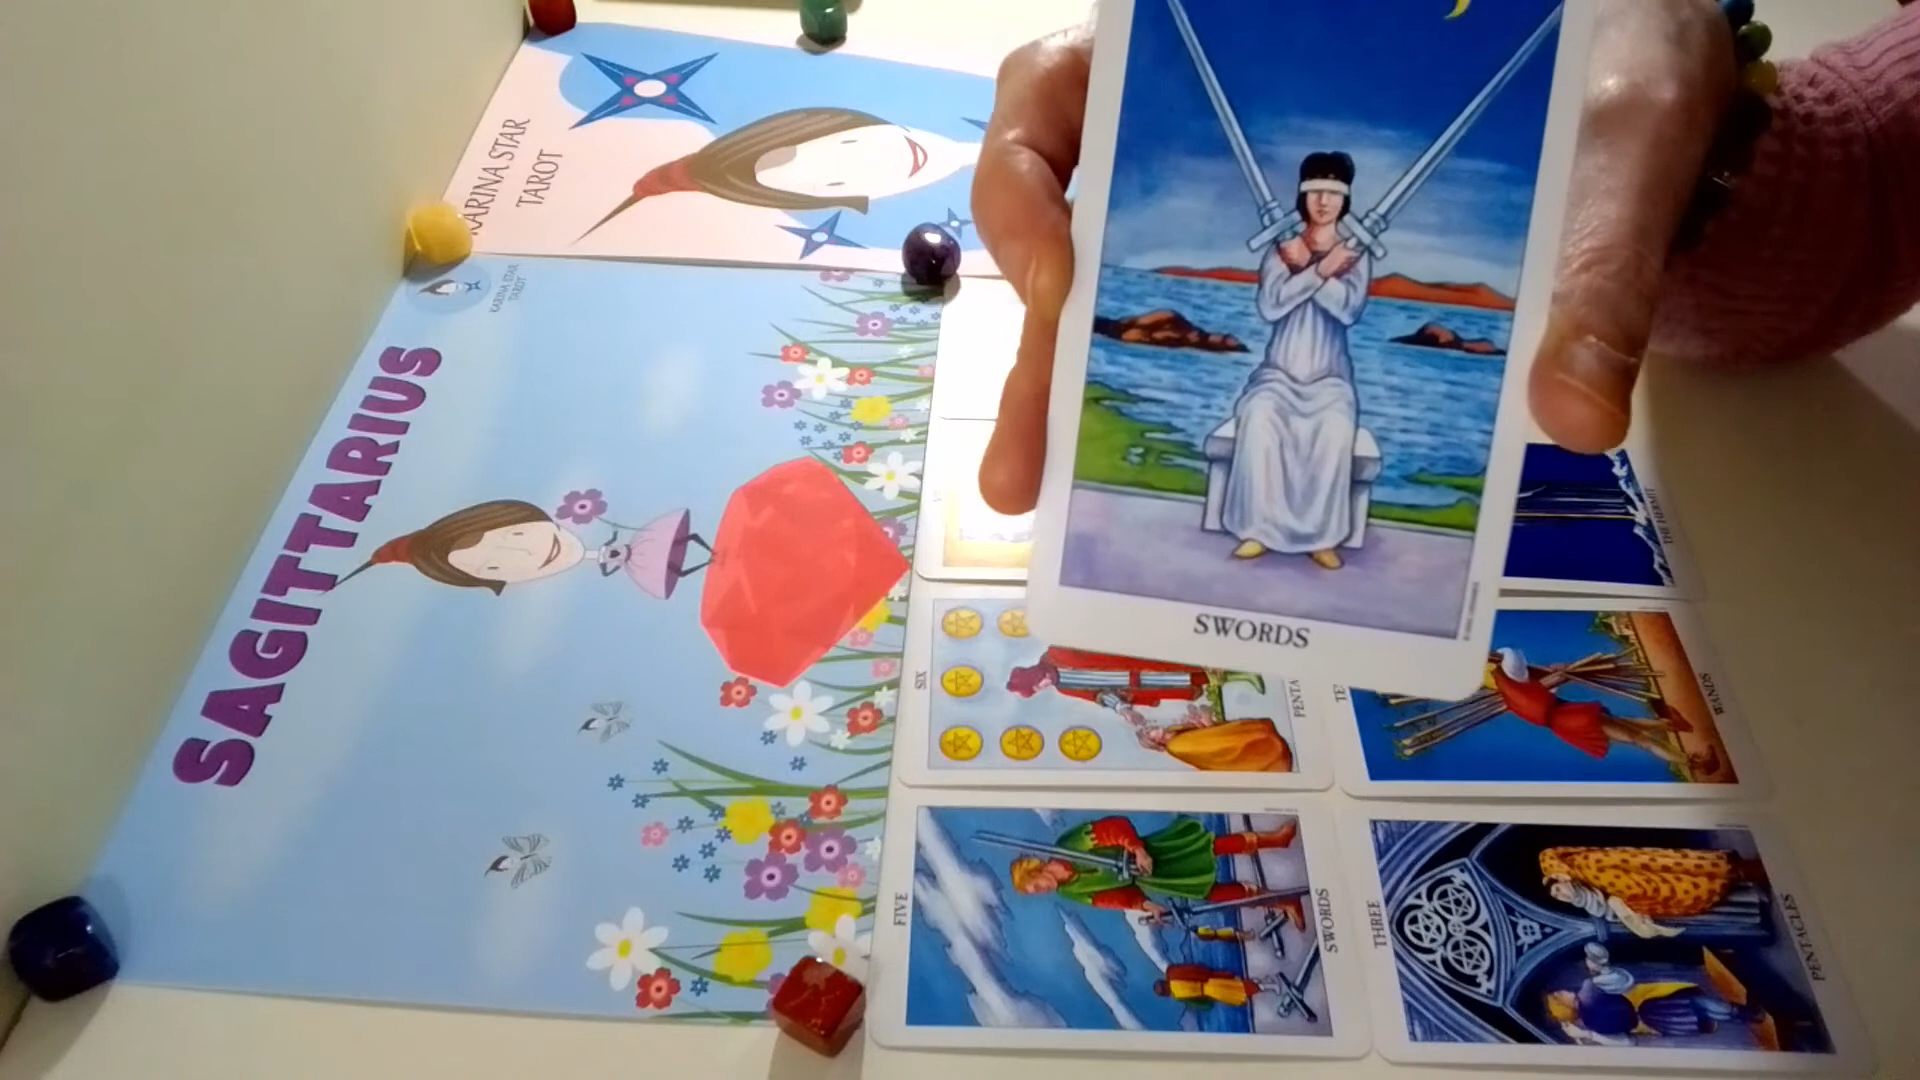 KARINA STAR
TAROT
KARINA STAR
TAROT
SAGITTARIUS
SWORDS
THE HERMIT
SIX
PENTA
WANDS
FIVE
SWORDS
THREE
PENTACLES